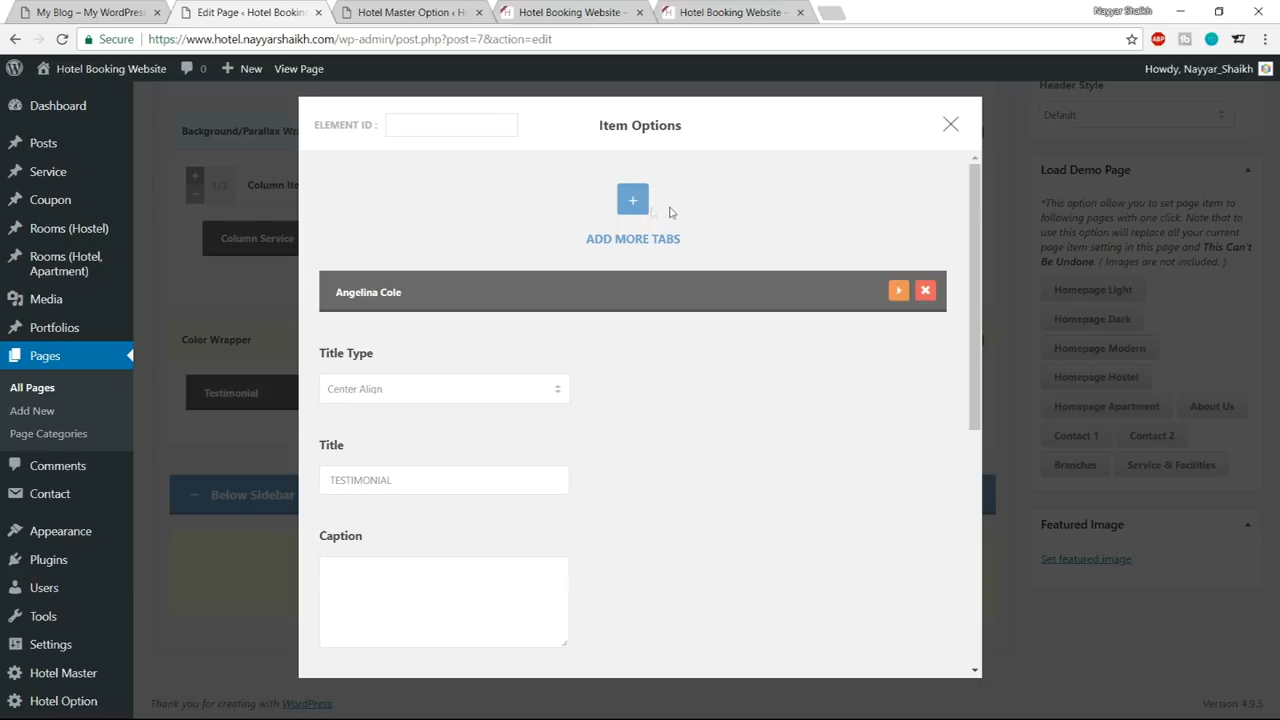 My Blog – My WordPres
Edit Page ‹ Hotel Bookin
Hotel Master Option ‹ Ho
Hotel Booking Website –
Hotel Booking Website –
Nayyar Shaikh
Secure
https://www.hotel.nayyarshaikh.com/wp-admin/post.php?post=7&action=edit
Hotel Booking Website
0
New
View Page
Howdy, Nayyar_Shaikh
Dashboard
Posts
Service
Coupon
Rooms (Hostel)
Rooms (Hotel,
Apartment)
Media
Portfolios
Pages
All Pages
Add New
Page Categories
Comments
Contact
Appearance
Plugins
Users
Tools
Settings
Hotel Master
Hotel Option
Background/Parallax Wra
1/3
Column Ite
Column Service
Color Wrapper
Testimonial
Below Sidebar
Thank you for creating with WordPress.
ELEMENT ID :
Item Options
ADD MORE TABS
Angelina Cole
Title Type
Center Align
Title
TESTIMONIAL
Caption
Header Style
Default
Load Demo Page
*This option allow you to set page item to
following pages with one click. Note that to
use this option will replace all your current
page item setting in this page and This Can't
Be Undone. ( Images are not included. )
Homepage Light
Homepage Dark
Homepage Modern
Homepage Hostel
Homepage Apartment
About Us
Contact 1
Contact 2
Branches
Service & Facilities
Featured Image
Set featured image
Version 4.9.5